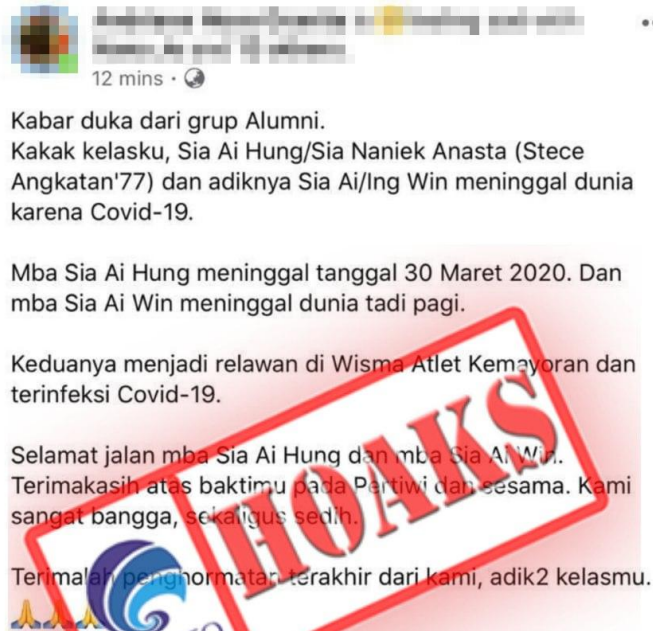 12 mins ·
Kabar duka dari grup Alumni.
Kakak kelasku, Sia Ai Hung/Sia Naniek Anasta (Stece
Angkatan'77) dan adiknya Sia Ai/Ing Win meninggal dunia
karena Covid-19.
Mba Sia Ai Hung meninggal tanggal 30 Maret 2020. Dan
mba Sia Ai Win meninggal dunia tadi pagi.
Keduanya menjadi relawan di Wisma Atlet Kemayoran dan
terinfeksi Covid-19.
Selamat jalan mba Sia Ai Hung dan mba Sia Ai Win.
Terimakasih atas baktimu pada Pertiwi dan sesama. Kami
sangat bangga, sekaligus sedih.
Terimalah penghormatan terakhir dari kami, adik2 kelasmu.
🙏🙏🙏
HOAKS